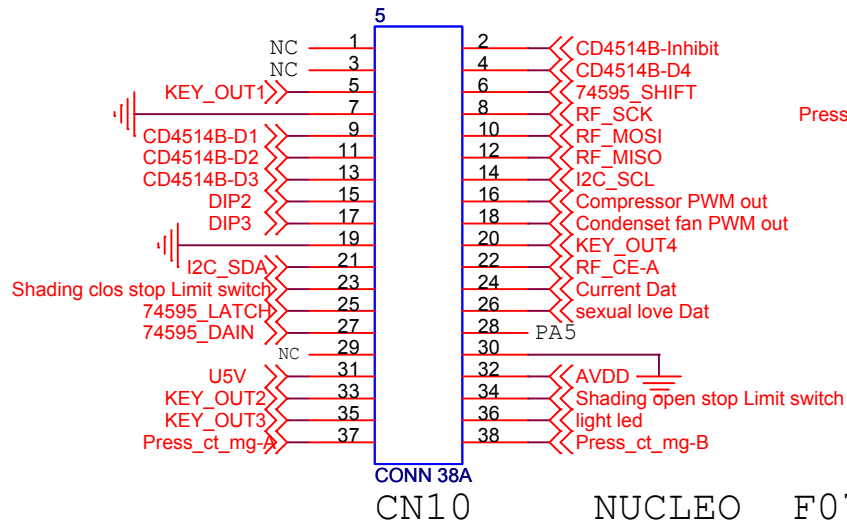 5
NC 1 2 CD4514B-Inhibit
NC 3 4 CD4514B-D4
KEY_OUT1 5 6 74595_SHIFT
7 8 RF_SCK Press
CD4514B-D1 9 10 RF_MOSI
CD4514B-D2 11 12 RF_MISO
CD4514B-D3 13 14 I2C_SCL
DIP2 15 16 Compressor PWM out
DIP3 17 18 Condenset fan PWM out
19 20 KEY_OUT4
I2C_SDA 21 22 RF_CE-A
Shading clos stop Limit switch 23 24 Current Dat
74595_LATCH 25 26 sexual love Dat
74595_DAIN 27 28 PA5
NC 29 30
U5V 31 32 AVDD
KEY_OUT2 33 34 Shading open stop Limit switch
KEY_OUT3 35 36 light led
Press_ct_mg-A 37 38 Press_ct_mg-B
CONN 38A
CN10 NUCLEO F07